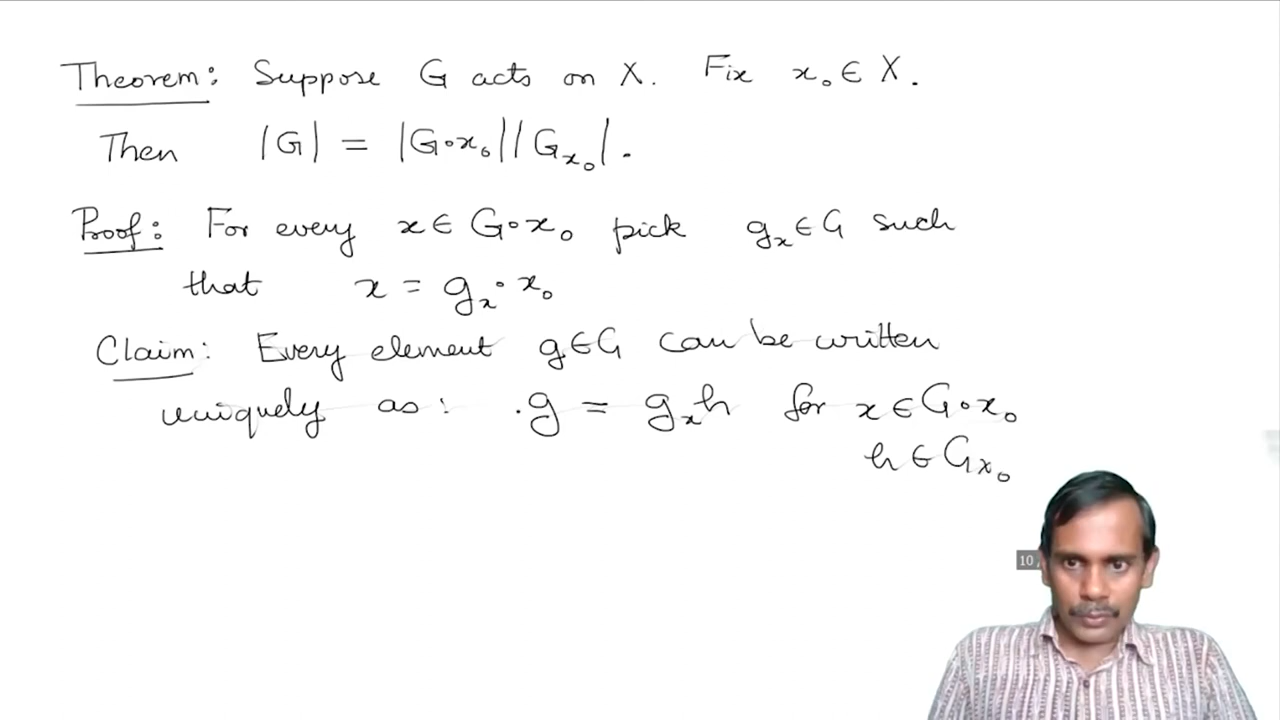 Theorem: Suppose G acts on X. Fix x₀ ∈ X.
Then |G| = |G∘x₀||G_{x₀}|.
Proof: For every x ∈ G∘x₀ pick g_x ∈ G such
that x = g_x · x₀
Claim: Every element g ∈ G can be written
uniquely as: .g = g_x h for x ∈ G∘x₀
h ∈ G_{x₀}
10